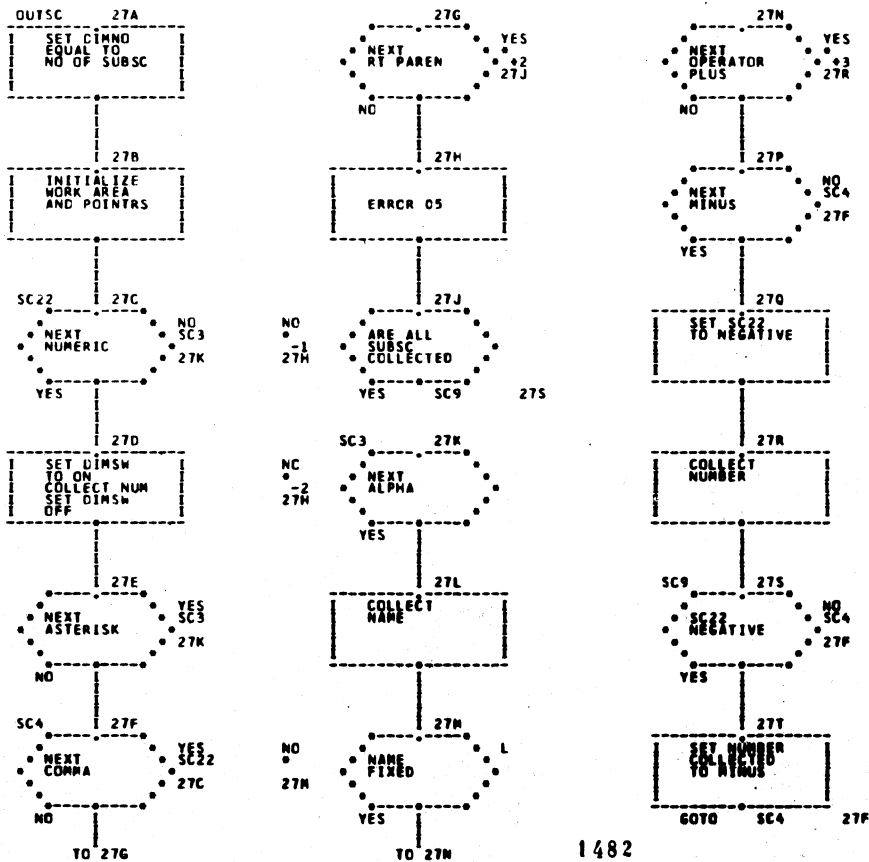 OUTSC 27A
SET DIMNO
EQUAL TO
NO OF SUBSC
27B
INITIALIZE
WORK AREA
AND POINTRS
SC22 27C
NEXT
NUMERIC
NO
SC3
27K
YES
27D
SET DIMSW
TO ON
COLLECT NUM
SET DIMSW
OFF
27E
NEXT
ASTERISK
YES
SC3
27K
NO
SC4 27F
NEXT
COMMA
YES
SC22
27C
NO
TO 27G
27G
NEXT
RT PAREN
YES
+2
27J
NO
27H
ERROR 05
27J
NO
-1
27H
ARE ALL
SUBSC
COLLECTED
YES SC9 27S
SC3 27K
NC
-2
27H
NEXT
ALPHA
YES
27L
COLLECT
NAME
27M
NO
27M
NAME
FIXED
L
YES
TO 27N
27N
NEXT
OPERATOR
PLUS
YES
+3
27R
NO
27P
NEXT
MINUS
NO
SC4
27F
YES
27Q
SET SC22
TO NEGATIVE
27R
COLLECT
NUMBER
SC9 27S
SC22
NEGATIVE
NO
SC4
27F
YES
27T
SET NUMBER
COLLECTED
TO MINUS
GOTO SC4 27F
1482